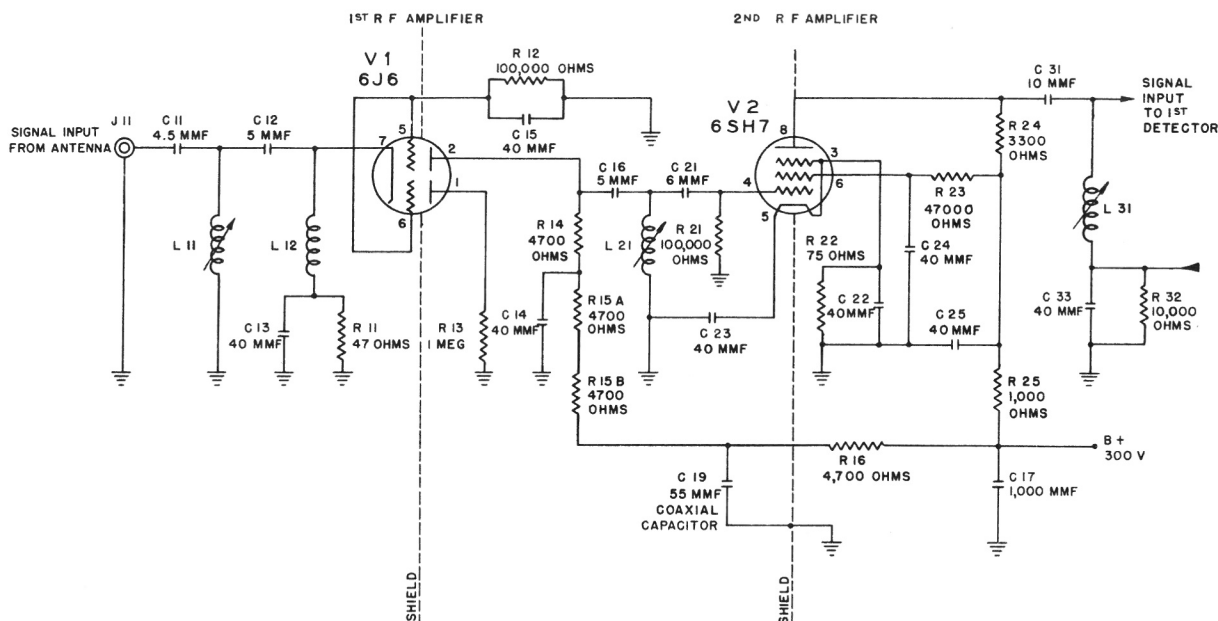 1ST R F AMPLIFIER
2ND R F AMPLIFIER
V 1
6J6
R 12
100,000 OHMS
C 15
40 MMF
J 11
SIGNAL INPUT
FROM ANTENNA
C 11
4.5 MMF
C 12
5 MMF
7
5
2
1
6
L 11
L 12
C 13
40 MMF
R 11
47 OHMS
R 13
1 MEG
C 14
40 MMF
R 14
4700
OHMS
R 15 A
4700
OHMS
R 15 B
4700
OHMS
C 16
5 MMF
C 21
6 MMF
L 21
R 21
100,000
OHMS
C 23
40 MMF
V 2
6SH7
8
3
6
4
5
R 22
75 OHMS
C 22
40MMF
C 24
40 MMF
R 23
47000
OHMS
C 25
40 MMF
R 24
3300
OHMS
C 31
10 MMF
SIGNAL
INPUT
TO 1ST
DETECTOR
L 31
C 33
40 MMF
R 32
10,000
OHMS
R 25
1,000
OHMS
B +
300 V
R 16
4,700 OHMS
C 17
1,000 MMF
C 19
55 MMF
COAXIAL
CAPACITOR
SHIELD
SHIELD